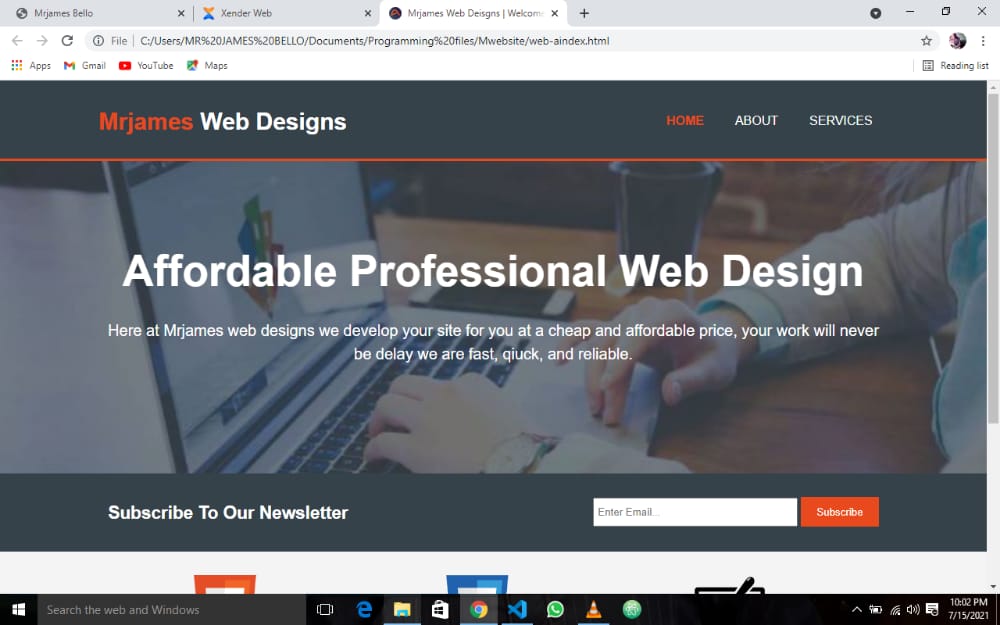 Mrjames Bello
Xender Web
Mrjames Web Deisgns | Welcome
File
C:/Users/MR%20JAMES%20BELLO/Documents/Programming%20files/Mwebsite/web-aindex.html
Apps
Gmail
YouTube
Maps
Reading list
Mrjames Web Designs
HOME
ABOUT
SERVICES
Affordable Professional Web Design
Here at Mrjames web designs we develop your site for you at a cheap and affordable price, your work will never
be delay we are fast, qiuck, and reliable.
Subscribe To Our Newsletter
Enter Email...
Subscribe
Search the web and Windows
10:02 PM
7/15/2021